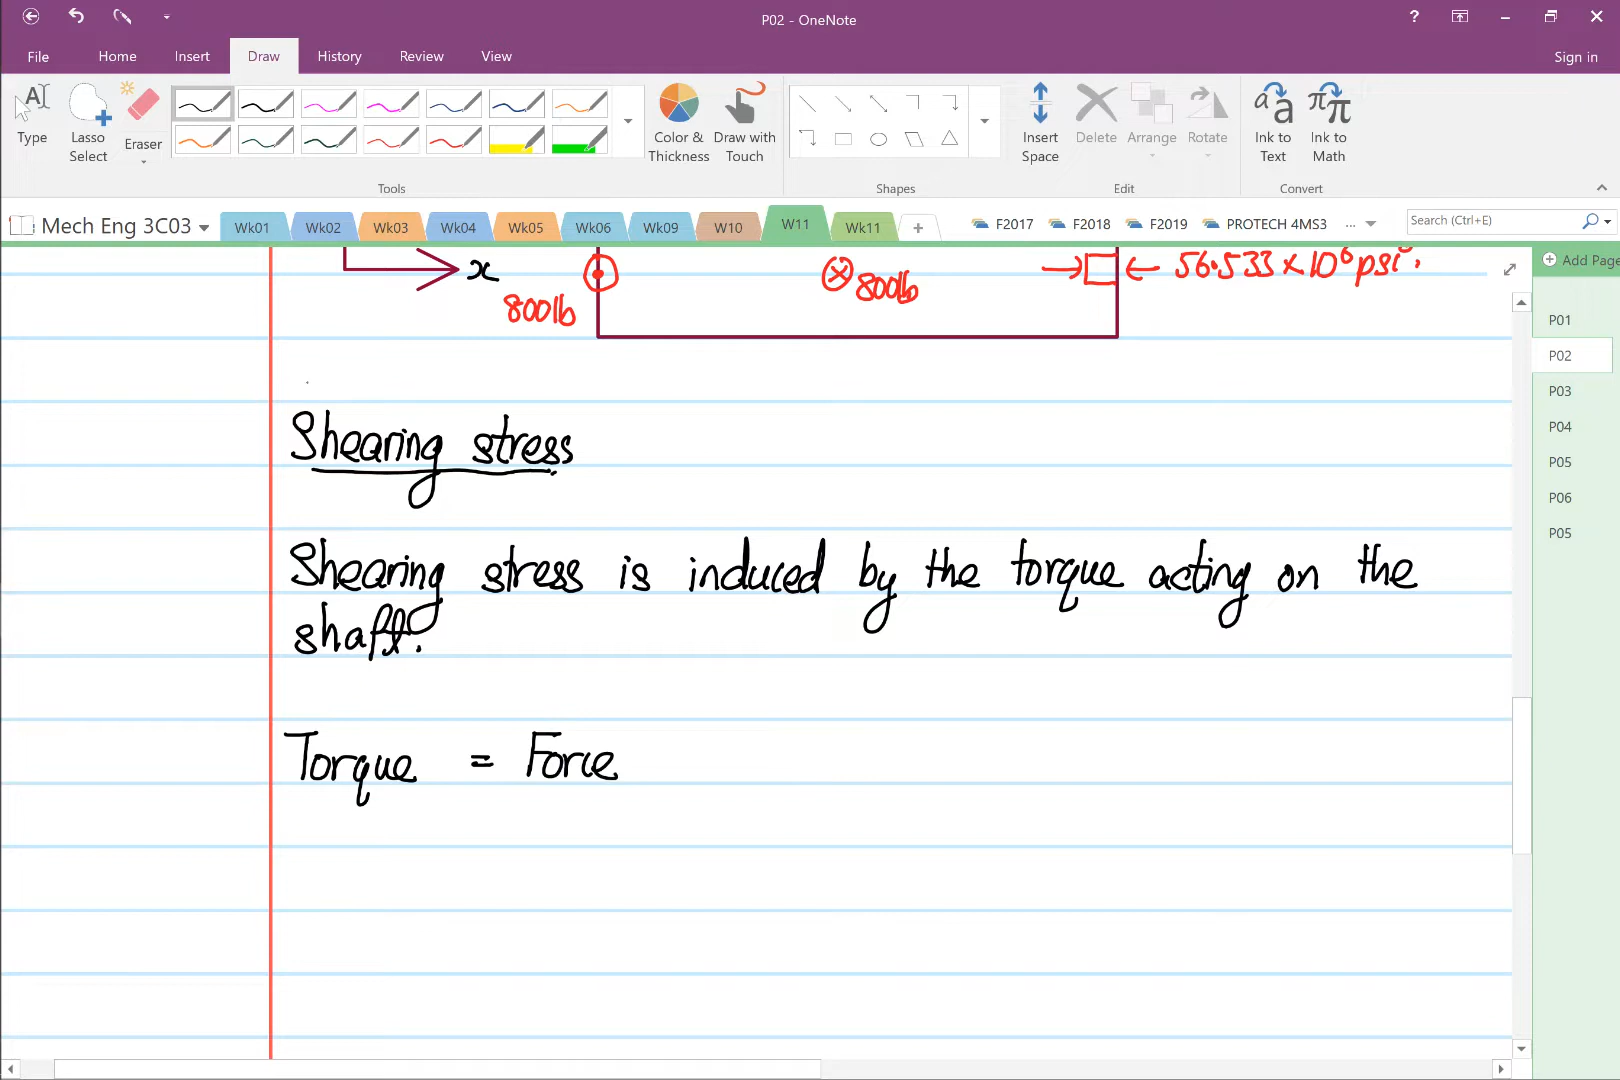 P02 - OneNote
?
File Home Insert Draw History Review View Sign in
Type Lasso Select Eraser Color & Thickness Draw with Touch Insert Space Delete Arrange Rotate Ink to Text Ink to Math
Tools Shapes Edit Convert
Mech Eng 3C03 Wk01 Wk02 Wk03 Wk04 Wk05 Wk06 Wk09 W10 W11 Wk11 + F2017 F2018 F2019 PROTECH 4MS3 ... Search (Ctrl+E)
Add Page
P01
P02
P03
P04
P05
P06
P05
x 800lb 800lb 56.533 x 10⁶ psi.
Shearing stress
Shearing stress is induced by the torque acting on the
shaft.
Torque = Force